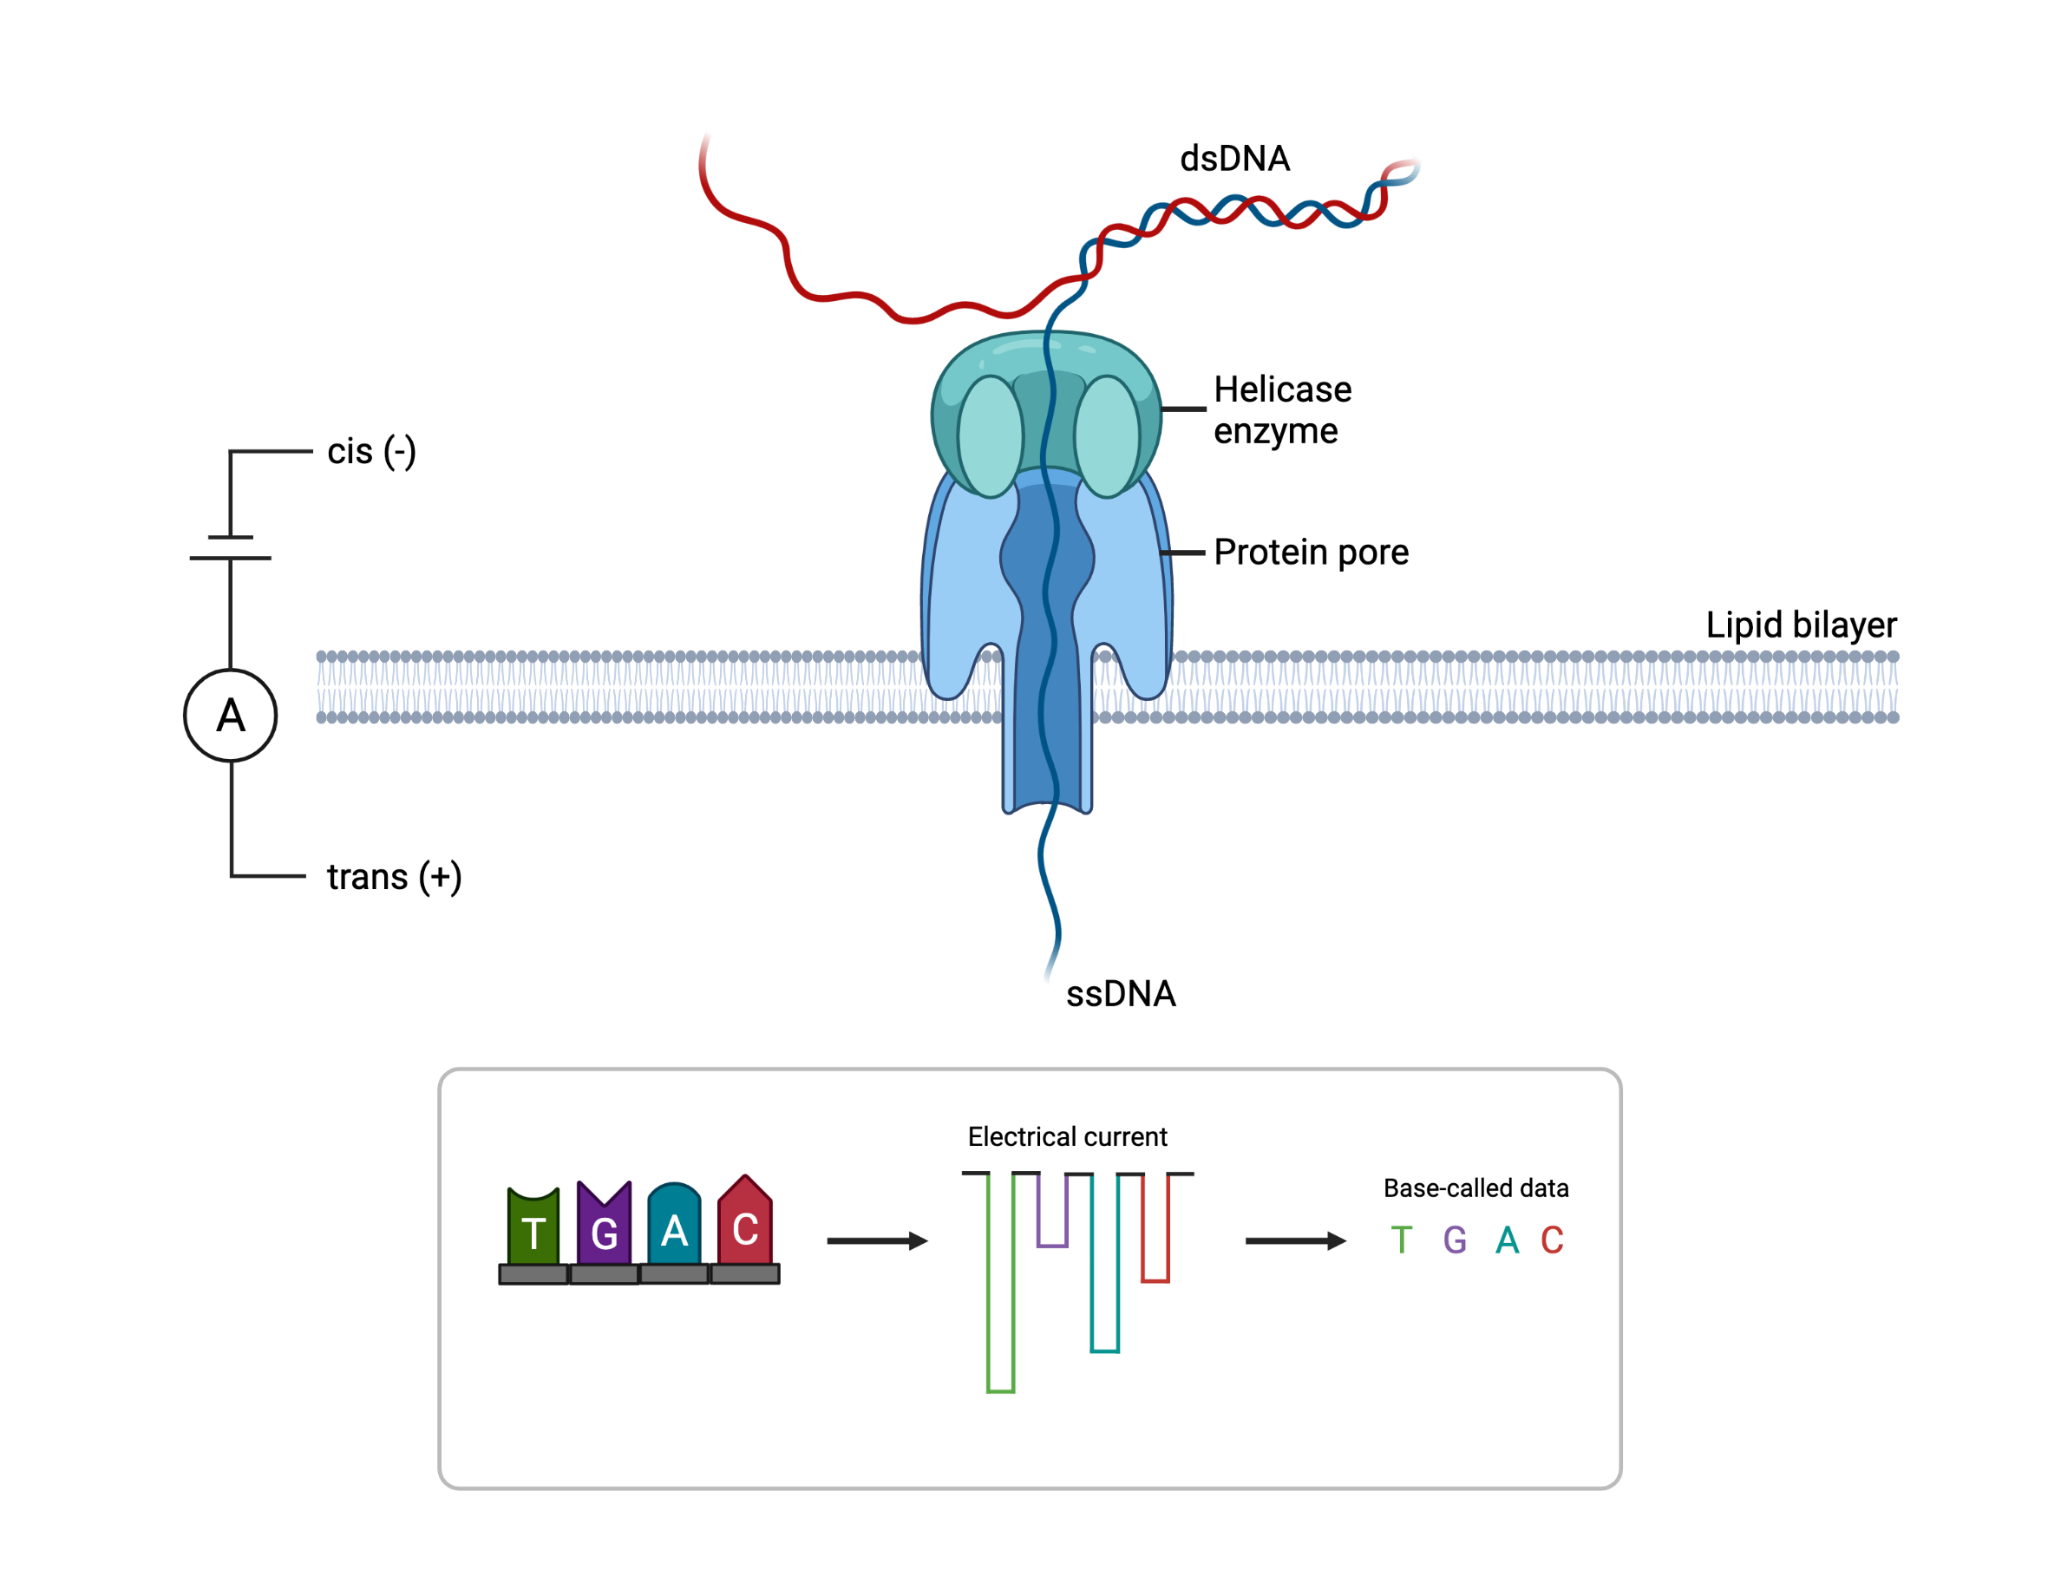 dsDNA
Helicase
enzyme
cis (-)
Protein pore
Lipid bilayer
A
trans (+)
ssDNA
Electrical current
T G A C
Base-called data
T G A C